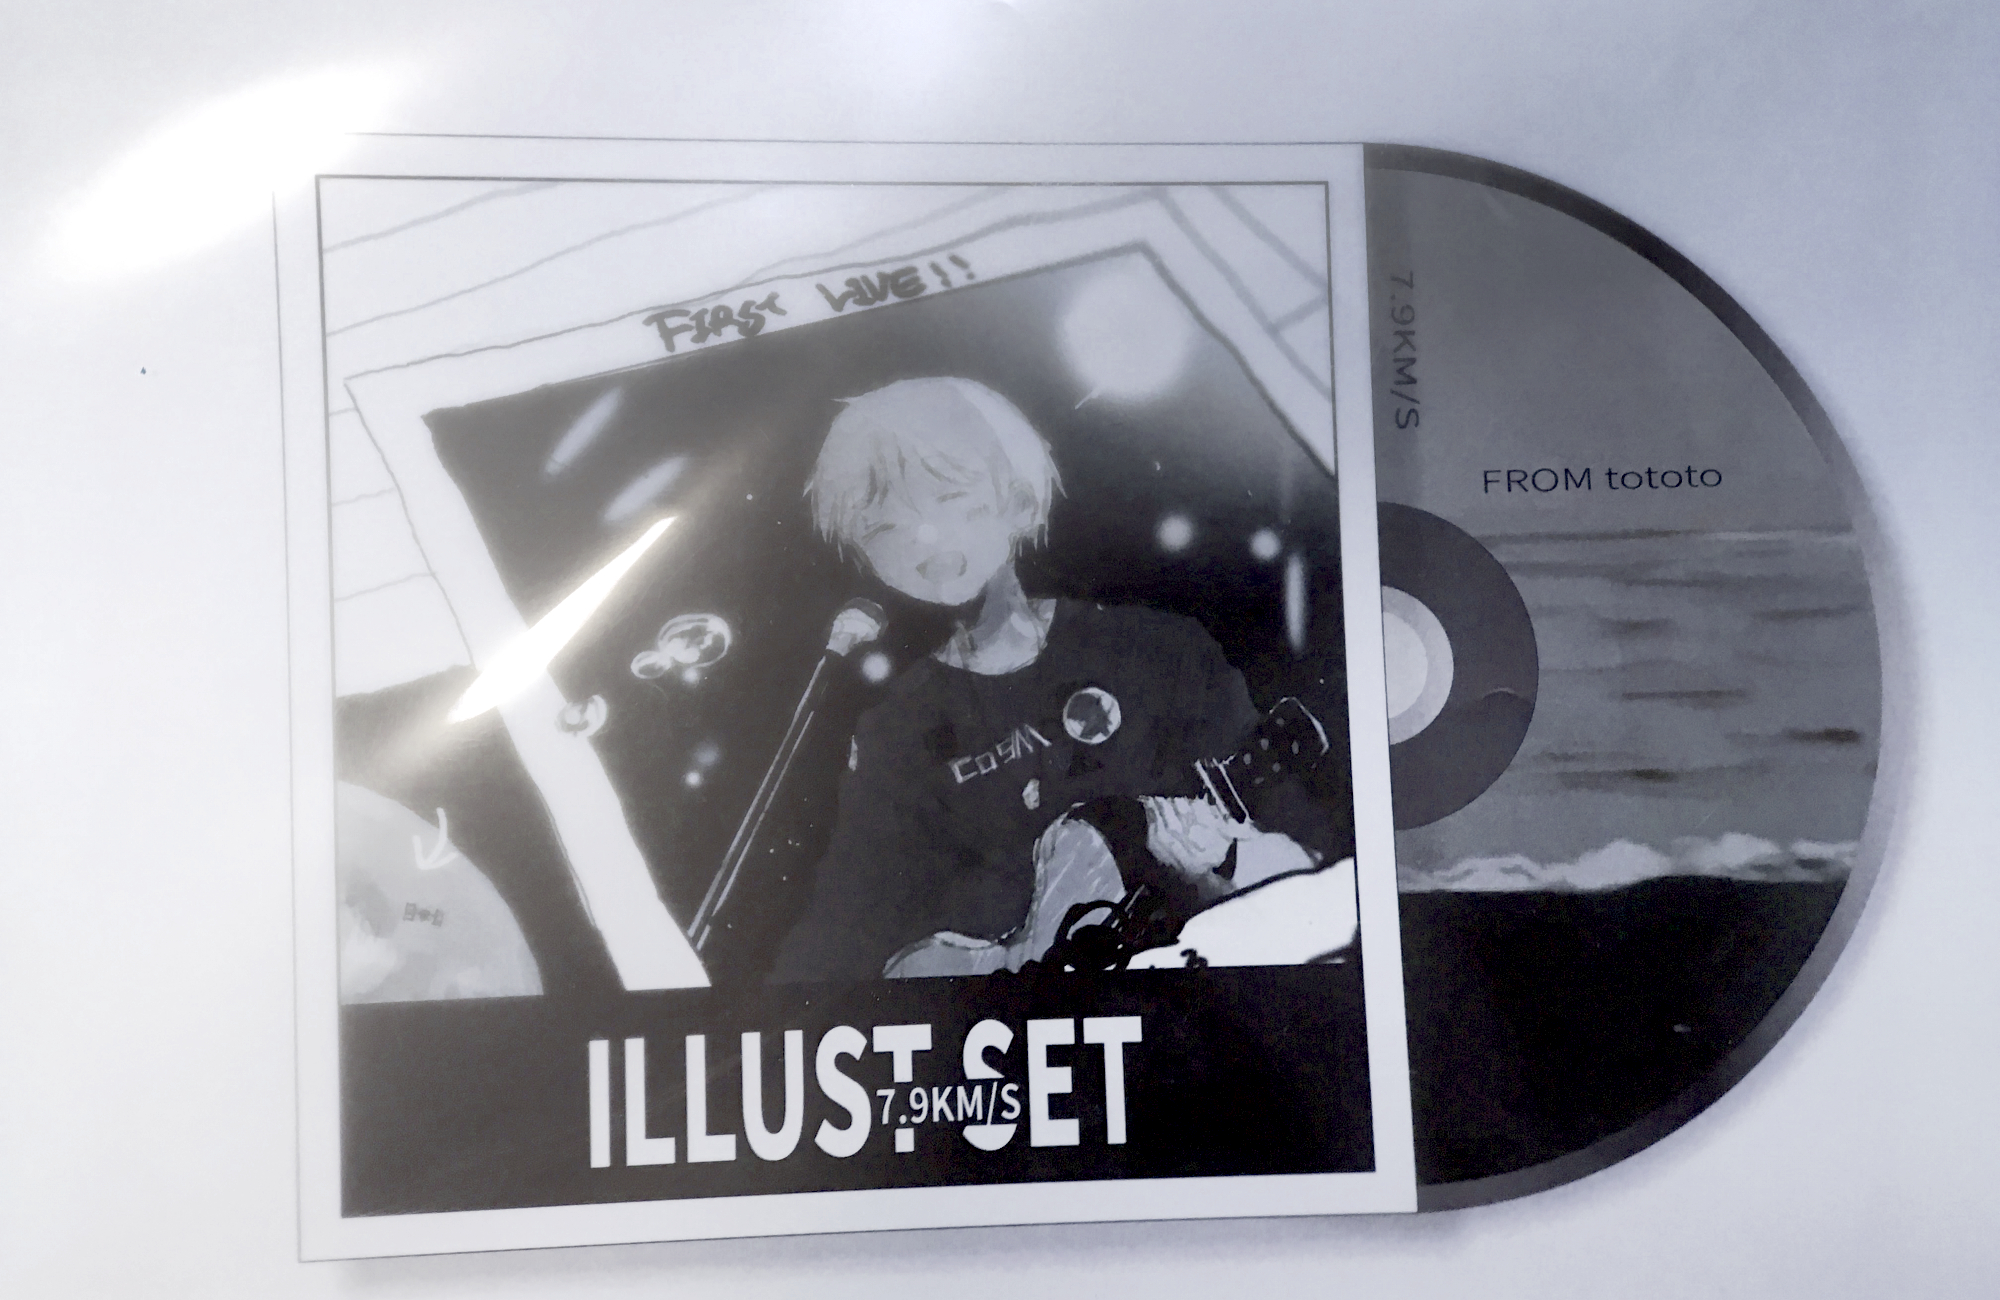 FIRST LIVE!!
COSM
ILLUST SET
7.9KM/S
7.9KM/S
FROM tototo